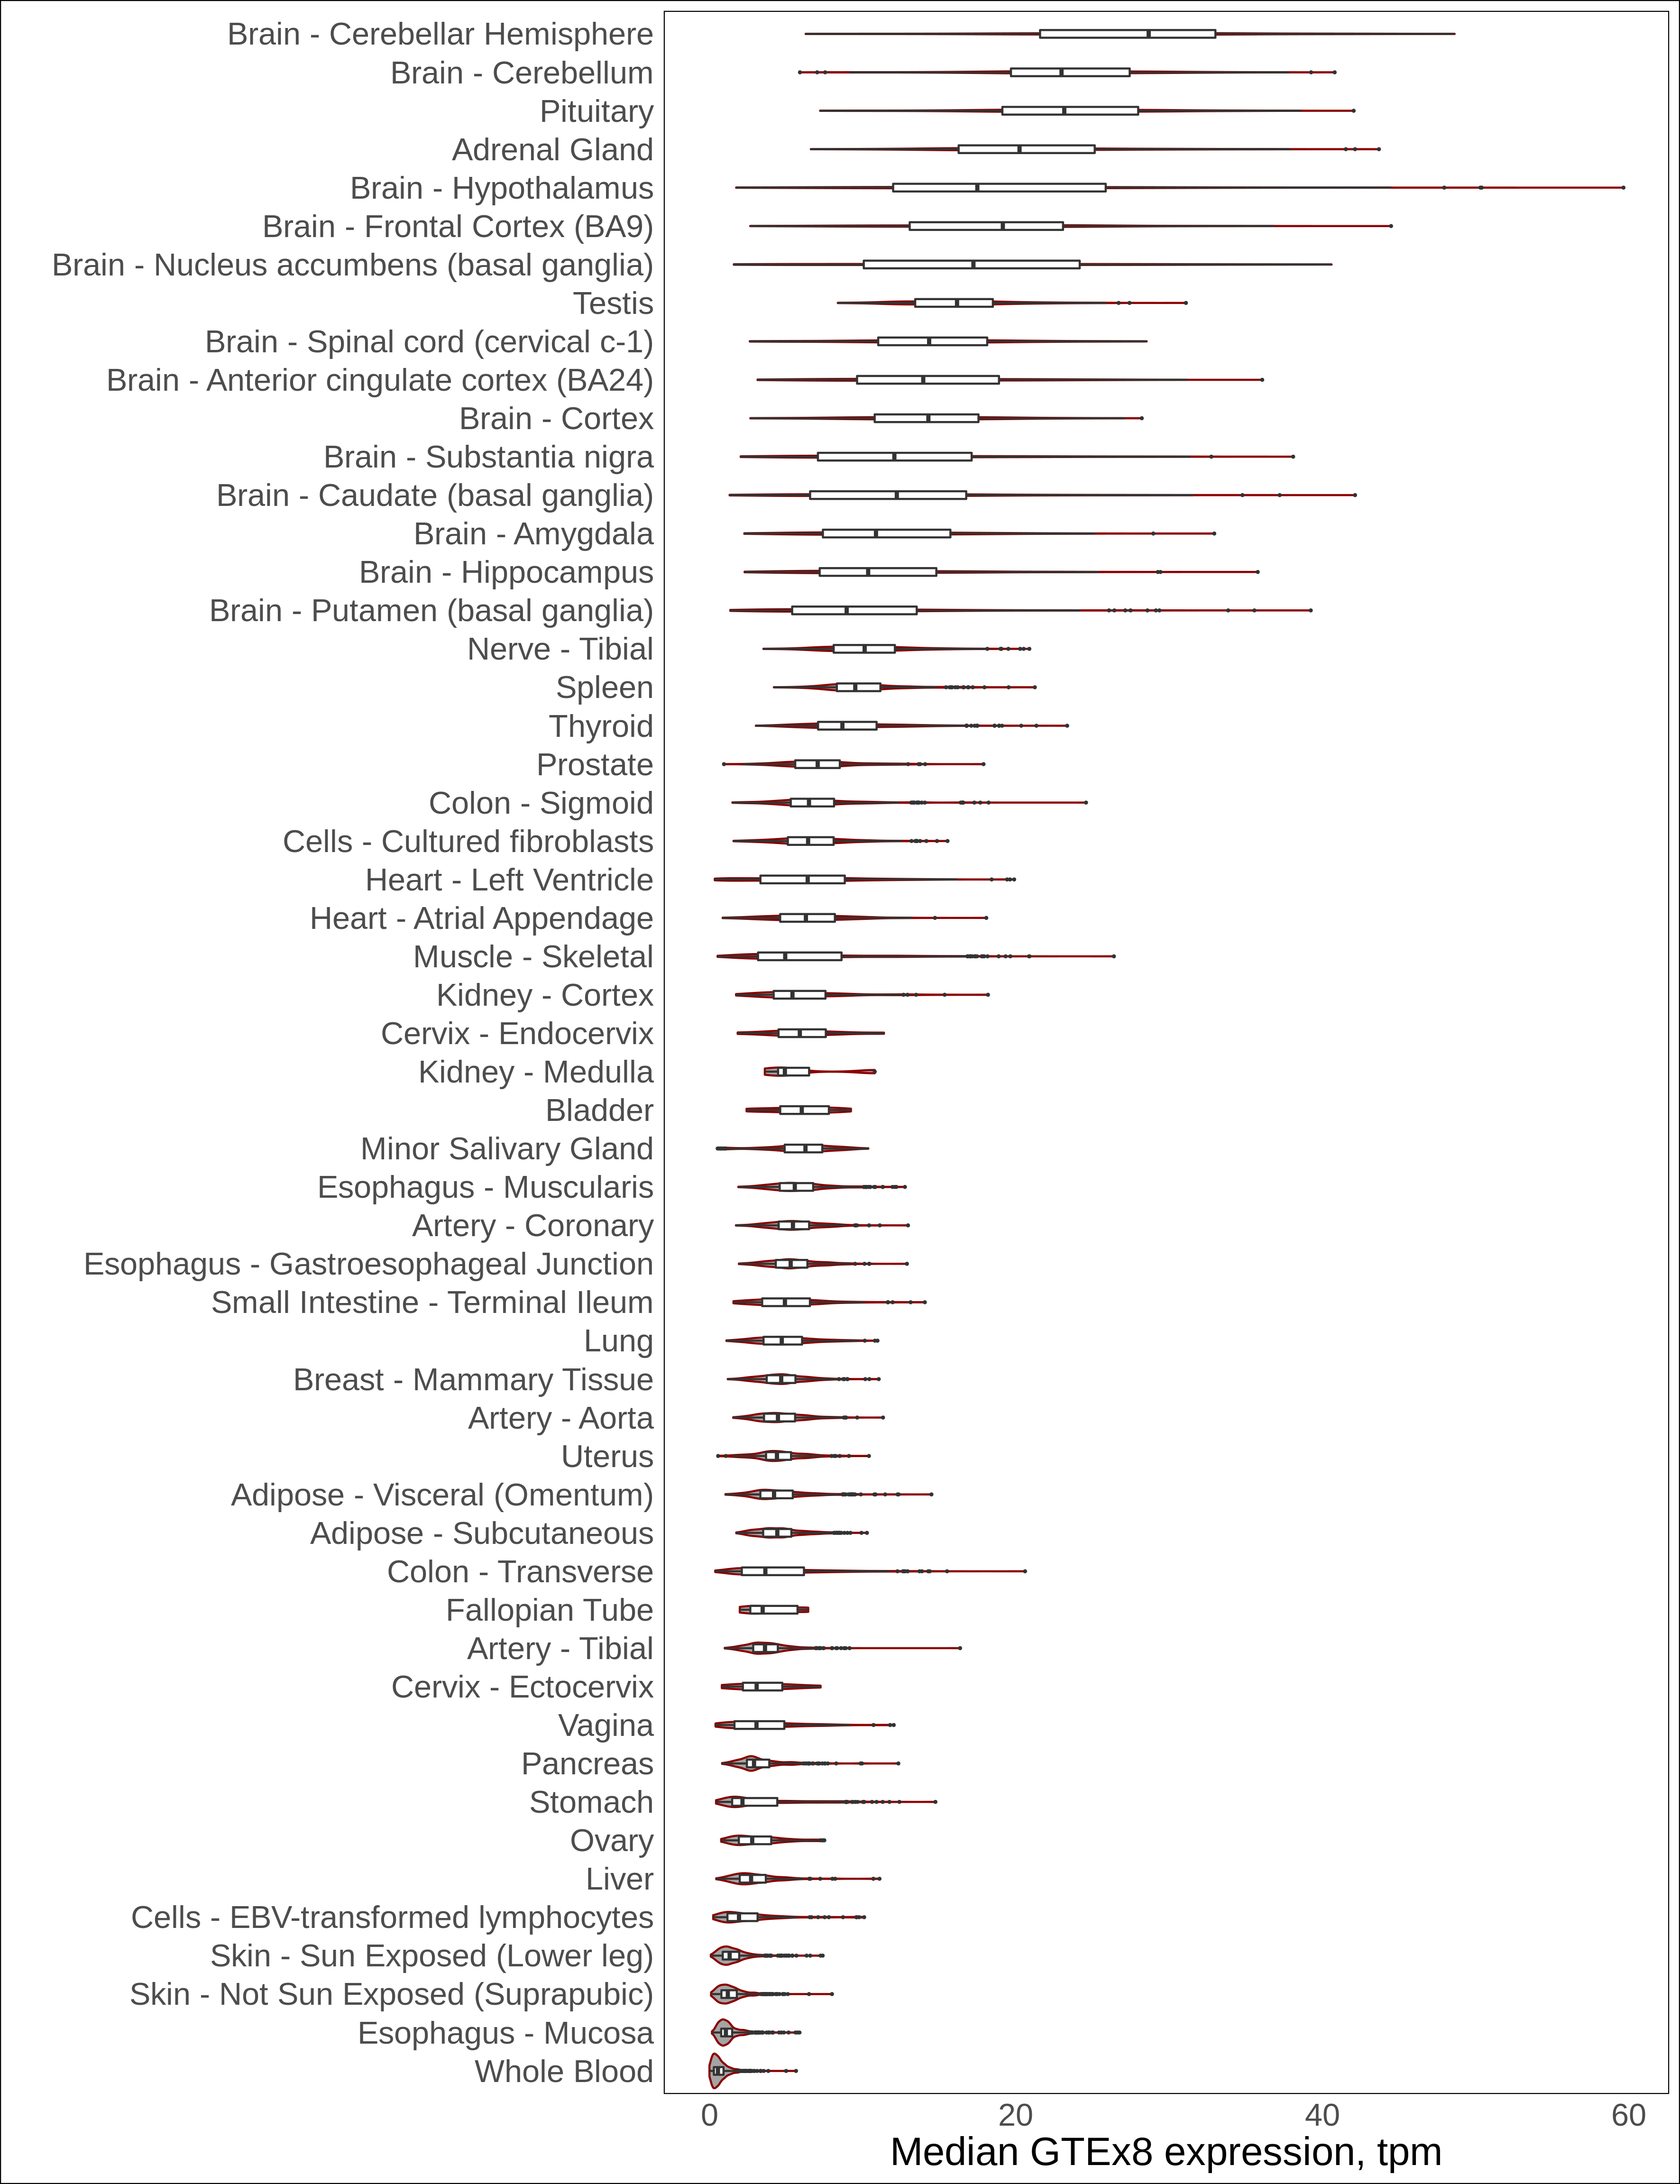 Brain - Cerebellar Hemisphere
Brain - Cerebellum
Pituitary
Adrenal Gland
Brain - Hypothalamus
Brain - Frontal Cortex (BA9)
Brain - Nucleus accumbens (basal ganglia)
Testis
Brain - Spinal cord (cervical c-1)
Brain - Anterior cingulate cortex (BA24)
Brain - Cortex
Brain - Substantia nigra
Brain - Caudate (basal ganglia)
Brain - Amygdala
Brain - Hippocampus
Brain - Putamen (basal ganglia)
Nerve - Tibial
Spleen
Thyroid
Prostate
Colon - Sigmoid
Cells - Cultured fibroblasts
Heart - Left Ventricle
Heart - Atrial Appendage
Muscle - Skeletal
Kidney - Cortex
Cervix - Endocervix
Kidney - Medulla
Bladder
Minor Salivary Gland
Esophagus - Muscularis
Artery - Coronary
Esophagus - Gastroesophageal Junction
Small Intestine - Terminal Ileum
Lung
Breast - Mammary Tissue
Artery - Aorta
Uterus
Adipose - Visceral (Omentum)
Adipose - Subcutaneous
Colon - Transverse
Fallopian Tube
Artery - Tibial
Cervix - Ectocervix
Vagina
Pancreas
Stomach
Ovary
Liver
Cells - EBV-transformed lymphocytes
Skin - Sun Exposed (Lower leg)
Skin - Not Sun Exposed (Suprapubic)
Esophagus - Mucosa
Whole Blood
0 20 40 60
Median GTEx8 expression, tpm